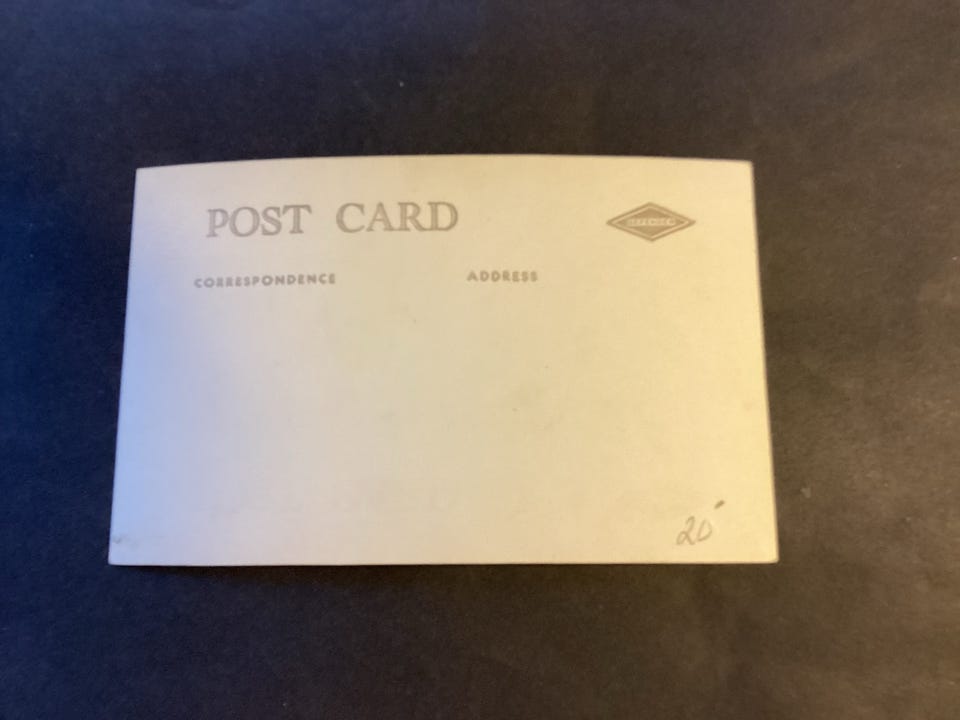 POST CARD
CORRESPONDENCE
ADDRESS
20